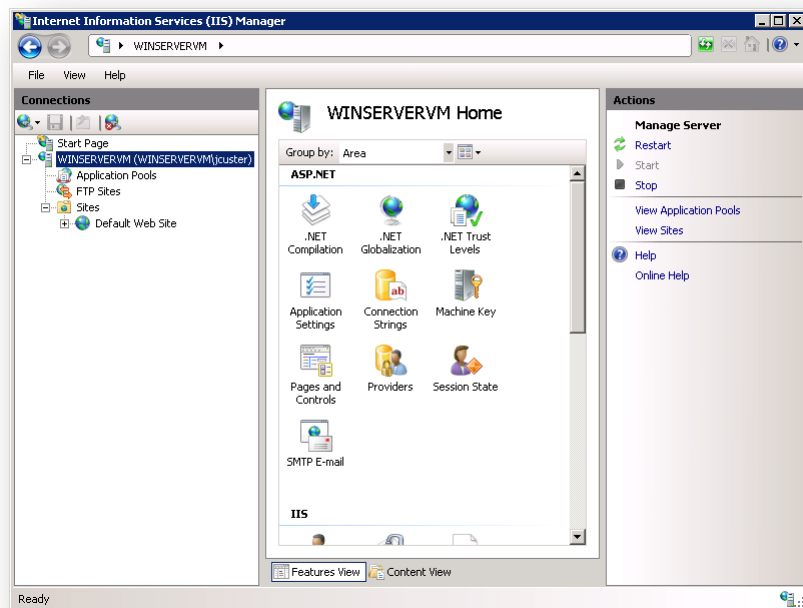 Internet Information Services (IIS) Manager
WINSERVERVM
File View Help
Connections
Start Page
WINSERVERVM (WINSERVERVM\jcuster)
Application Pools
FTP Sites
Sites
Default Web Site
WINSERVERVM Home
Group by: Area
ASP.NET
.NET Compilation
.NET Globalization
.NET Trust Levels
Application Settings
Connection Strings
ab
Machine Key
Pages and Controls
Providers
Session State
SMTP E-mail
IIS
Features View
Content View
Actions
Manage Server
Restart
Start
Stop
View Application Pools
View Sites
Help
Online Help
Ready